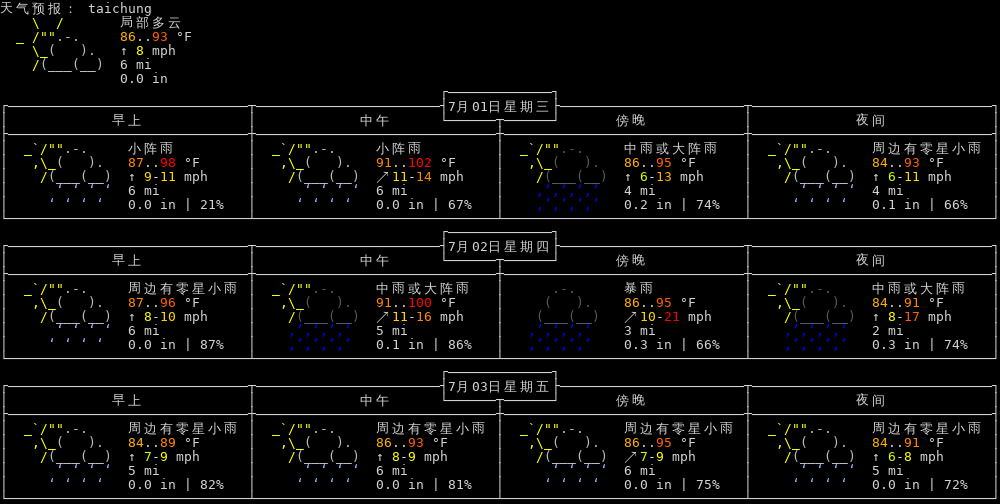 天气预报： taichung
局部多云
86..93 °F
↑ 8 mph
6 mi
0.0 in
7月01日星期三
早上 中午 傍晚 夜间
小阵雨 小阵雨 中雨或大阵雨 周边有零星小雨
87..98 °F 91..102 °F 86..95 °F 84..93 °F
↑ 9-11 mph ↗ 11-14 mph ↑ 6-13 mph ↑ 6-11 mph
6 mi 6 mi 4 mi 4 mi
0.0 in | 21% 0.0 in | 67% 0.2 in | 74% 0.1 in | 66%
7月02日星期四
早上 中午 傍晚 夜间
周边有零星小雨 中雨或大阵雨 暴雨 中雨或大阵雨
87..96 °F 91..100 °F 86..95 °F 84..91 °F
↑ 8-10 mph ↗ 11-16 mph ↗ 10-21 mph ↑ 8-17 mph
6 mi 5 mi 3 mi 2 mi
0.0 in | 87% 0.1 in | 86% 0.3 in | 66% 0.3 in | 74%
7月03日星期五
早上 中午 傍晚 夜间
周边有零星小雨 周边有零星小雨 周边有零星小雨 周边有零星小雨
84..89 °F 86..93 °F 86..95 °F 84..91 °F
↑ 7-9 mph ↑ 8-9 mph ↗ 7-9 mph ↑ 6-8 mph
5 mi 6 mi 6 mi 5 mi
0.0 in | 82% 0.0 in | 81% 0.0 in | 75% 0.0 in | 72%